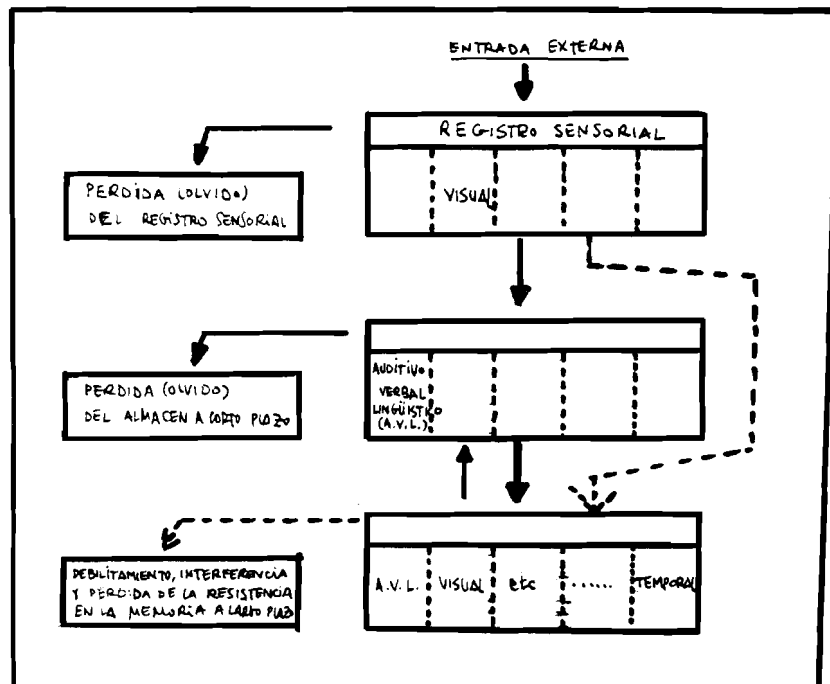 ENTRADA EXTERNA
REGISTRO SENSORIAL
VISUAL
PERDIDA (OLVIDO)
DEL REGISTRO SENSORIAL
AUDITIVO
VERBAL
LINGÜISTICO
(A.V.L.)
PERDIDA (OLVIDO)
DEL ALMACEN A CORTO PLAZO
A.V.L.
VISUAL
etc
......
TEMPORAL
DEBILITAMIENTO, INTERFERENCIA
Y PERDIDA DE LA RESISTENCIA
EN LA MEMORIA A LARGO PLAZO